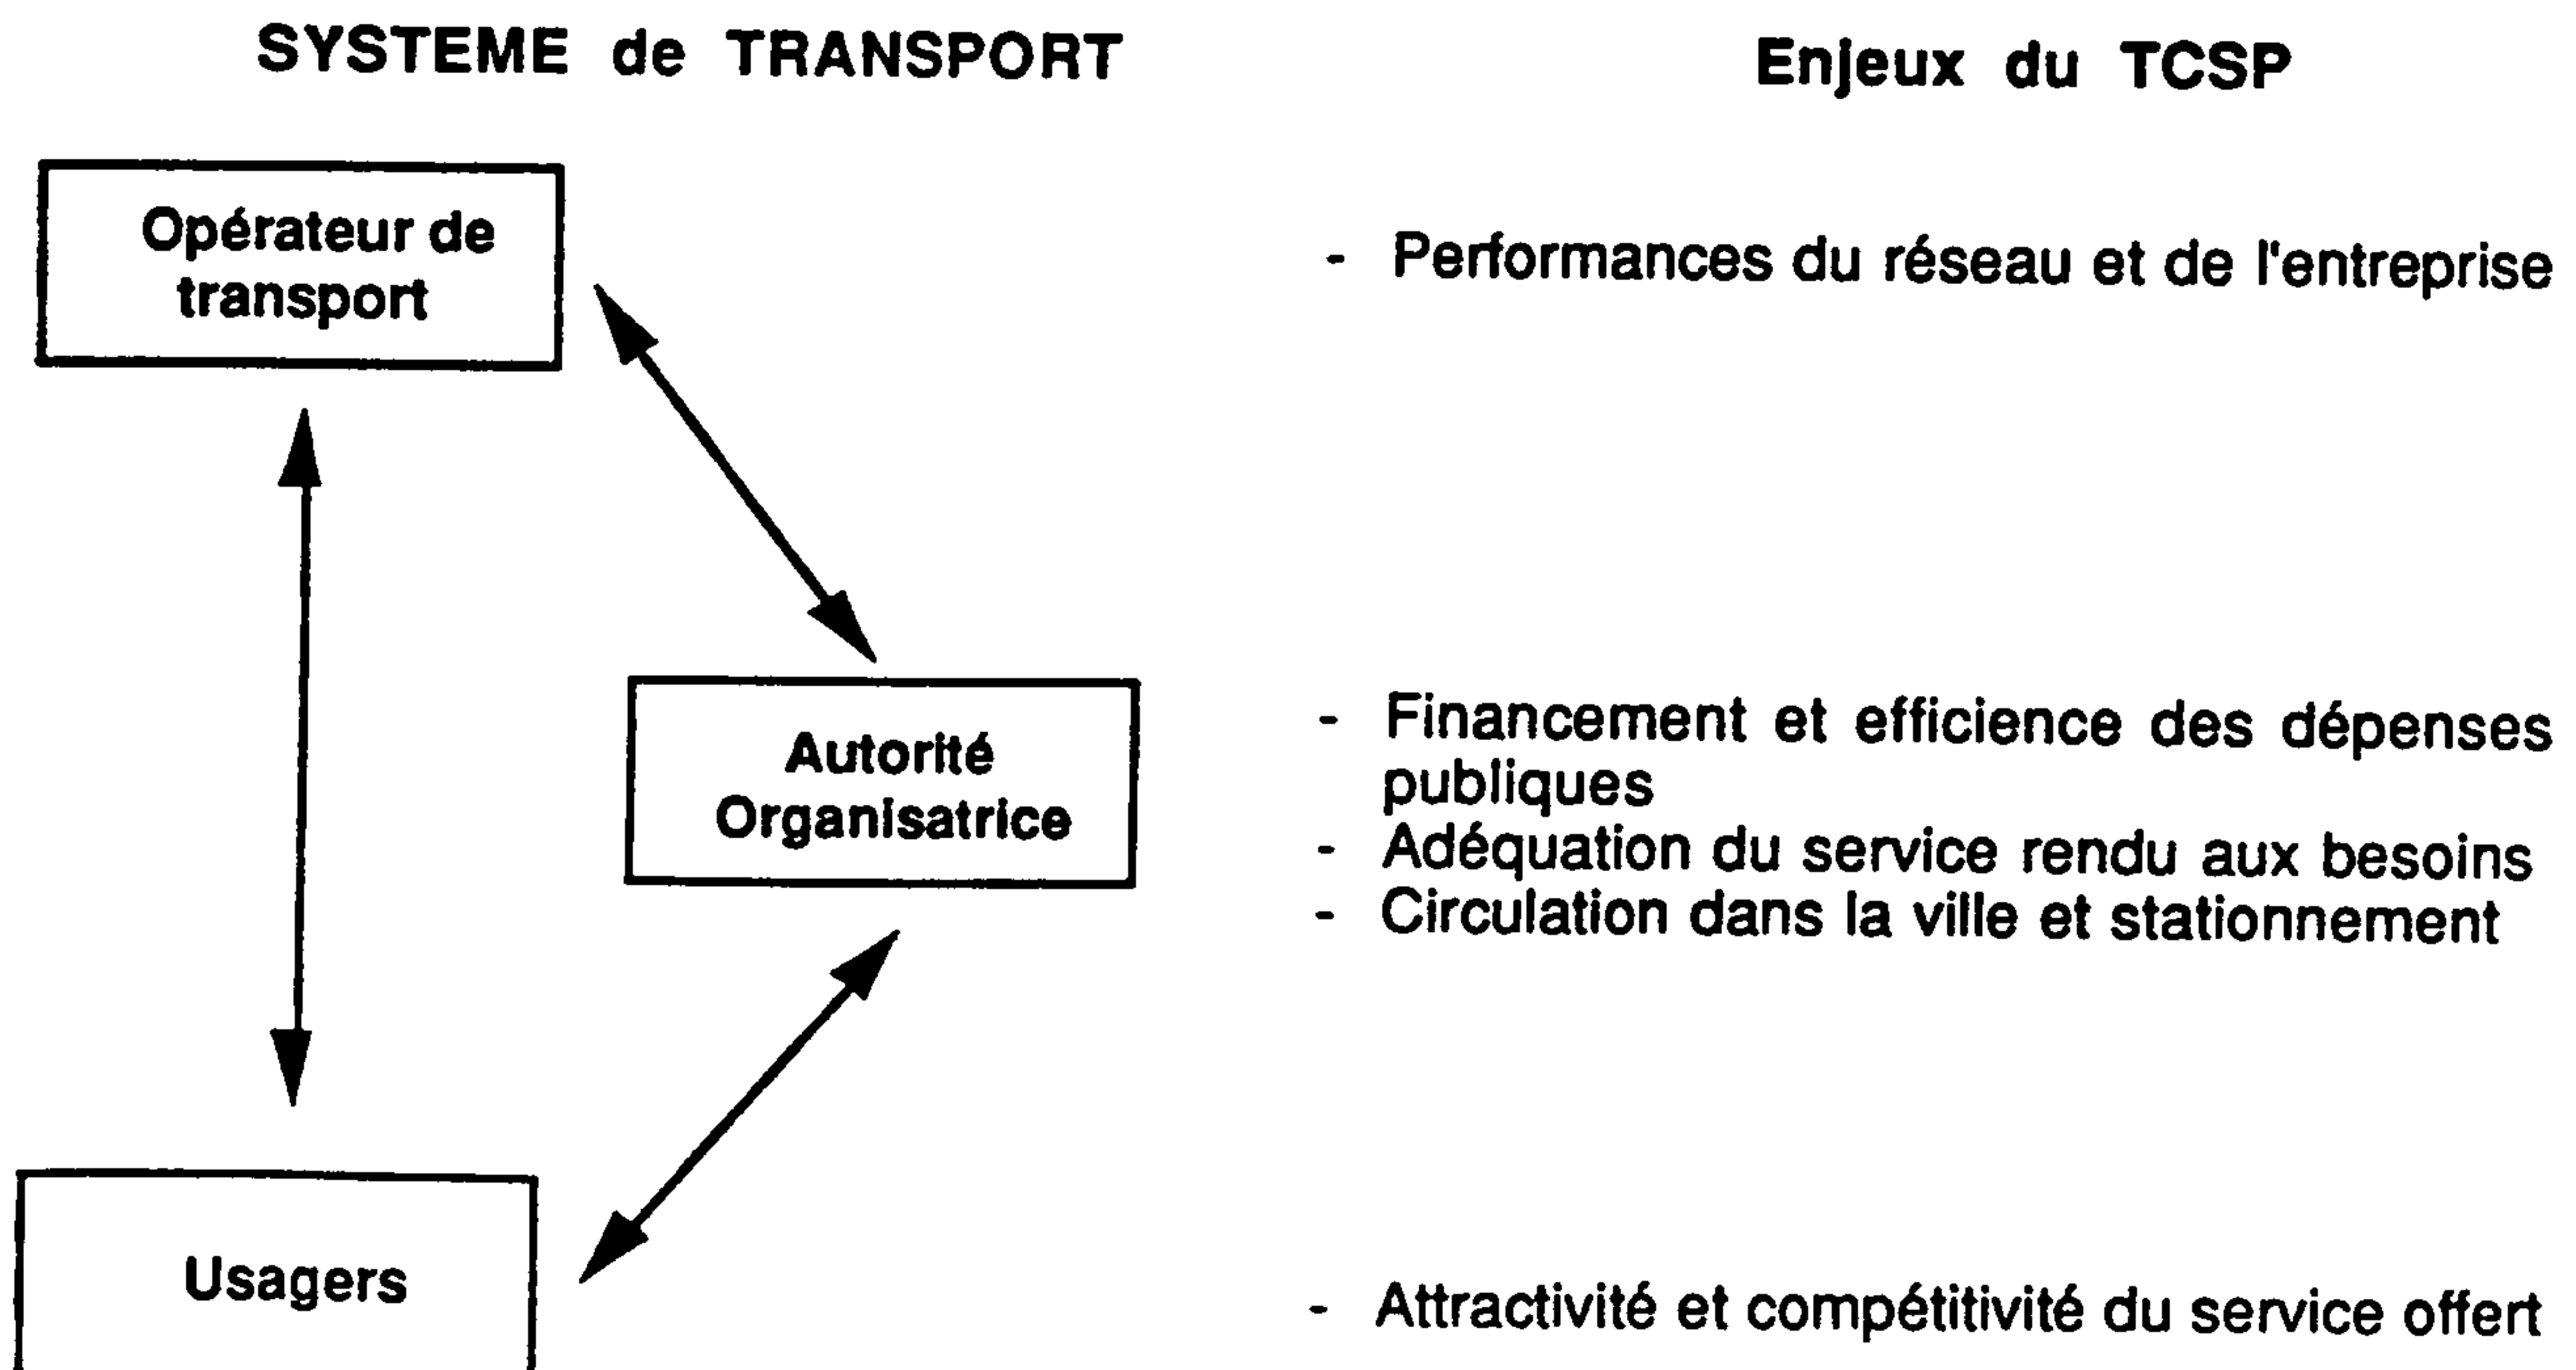 SYSTEME de TRANSPORT
Enjeux du TCSP
Opérateur de
transport
- Performances du réseau et de l'entreprise
Autorité
Organisatrice
- Financement et efficience des dépenses
publiques
- Adéquation du service rendu aux besoins
- Circulation dans la ville et stationnement
Usagers
- Attractivité et compétitivité du service offert